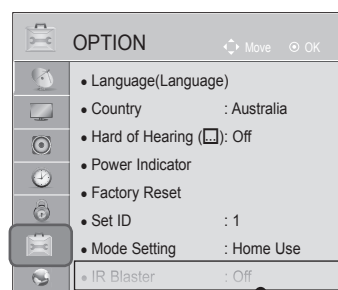 OPTION Move OK
• Language(Language)
• Country : Australia
• Hard of Hearing (...): Off
• Power Indicator
• Factory Reset
• Set ID : 1
• Mode Setting : Home Use
• IR Blaster : Off